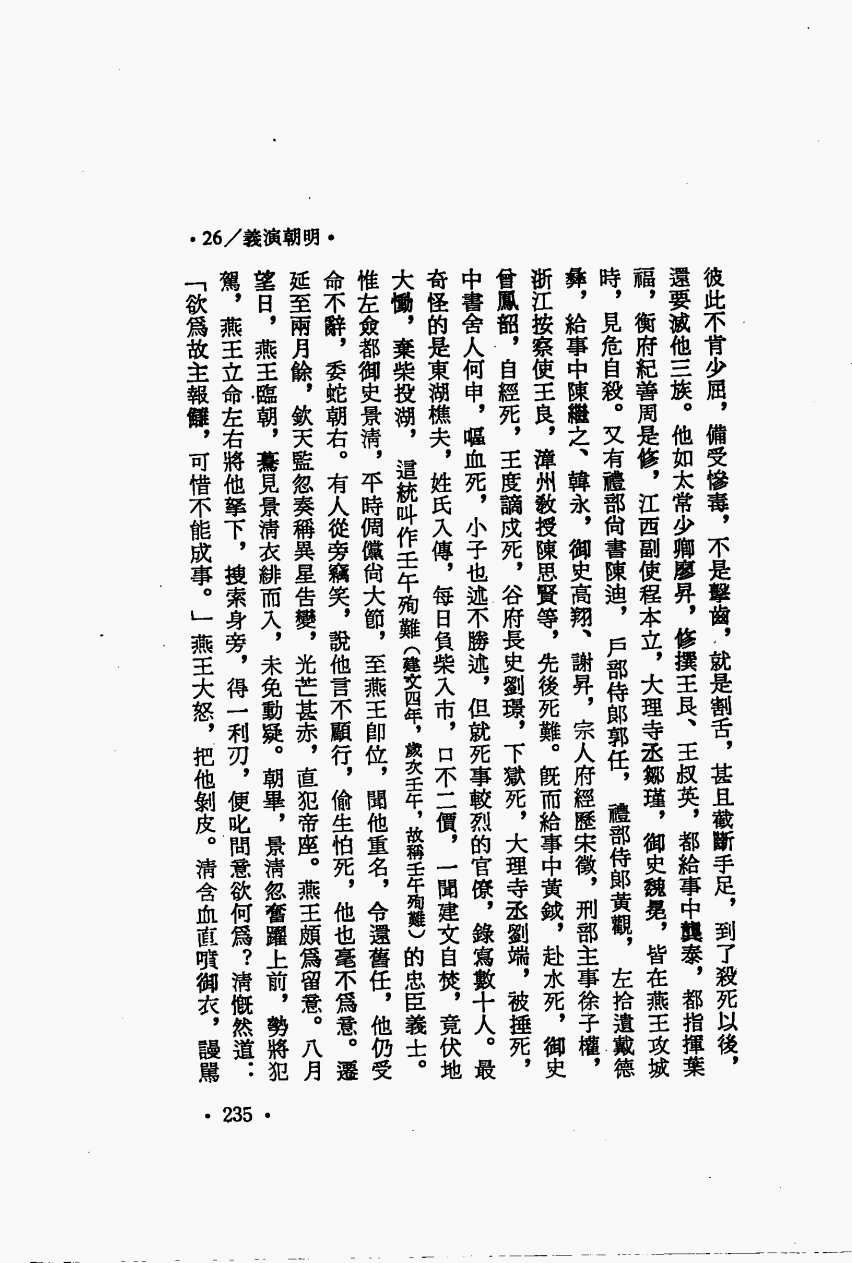 •26／義演朝明•
彼此不肯少屈，備受慘毒，不是擊齒，就是割舌，甚且截斷手足，到了殺死以後，
還要滅他三族。他如太常少卿廖昇，修撰王艮、王叔英，都給事中龔泰，都指揮葉
福，衡府紀善周是修，江西副使程本立，大理寺丞鄒瑾，御史魏冕，皆在燕王攻城
時，見危自殺。又有禮部尚書陳迪，戶部侍郎郭任，禮部侍郎黃觀，左拾遺戴德
彝，給事中陳繼之、韓永，御史高翔、謝昇，宗人府經歷宋徵，刑部主事徐子權，
浙江按察使王良，漳州教授陳思賢等，先後死難。既而給事中黃鉞，赴水死，御史
曾鳳韶，自經死，王度謫戍死，谷府長史劉璟，下獄死，大理寺丞劉端，被捶死，
中書舍人何申，嘔血死，小子也述不勝述，但就死事較烈的官僚，錄寫數十人。最
奇怪的是東湖樵夫，姓氏入傳，每日負柴入市，口不二價，一聞建文自焚，竟伏地
大慟，棄柴投湖，這統叫作壬午殉難（建文四年，歲次壬午，故稱壬午殉難）的忠臣義士。
惟左僉都御史景清，平時倜儻尚大節，至燕王即位，聞他重名，令還舊任，他仍受
命不辭，委蛇朝右。有人從旁竊笑，說他言不顧行，偷生怕死，他也毫不爲意。遷
延至兩月餘，欽天監忽奏稱異星告變，光芒甚赤，直犯帝座。燕王頗爲留意。八月
望日，燕王臨朝，驀見景清衣緋而入，未免動疑。朝畢，景清忽奮躍上前，勢將犯
駕，燕王立命左右將他拏下，搜索身旁，得一利刃，便叱問意欲何爲？清慨然道：
「欲爲故主報讎，可惜不能成事。」燕王大怒，把他剝皮。清含血直噴御衣，謾罵
• 235 •